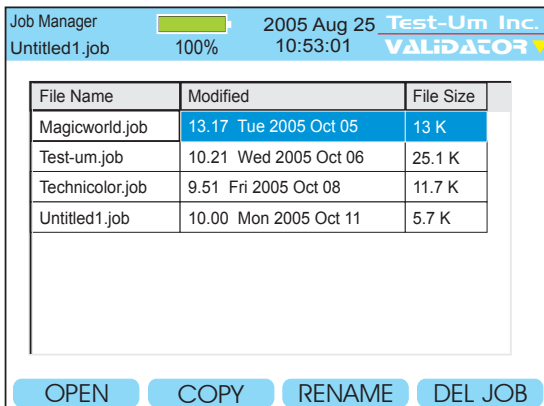 Job Manager 2005 Aug 25 Test-Um Inc.
Untitled1.job 100% 10:53:01 VALIDATOR
File Name Modified File Size
Magicworld.job 13.17 Tue 2005 Oct 05 13 K
Test-um.job 10.21 Wed 2005 Oct 06 25.1 K
Technicolor.job 9.51 Fri 2005 Oct 08 11.7 K
Untitled1.job 10.00 Mon 2005 Oct 11 5.7 K
OPEN COPY RENAME DEL JOB